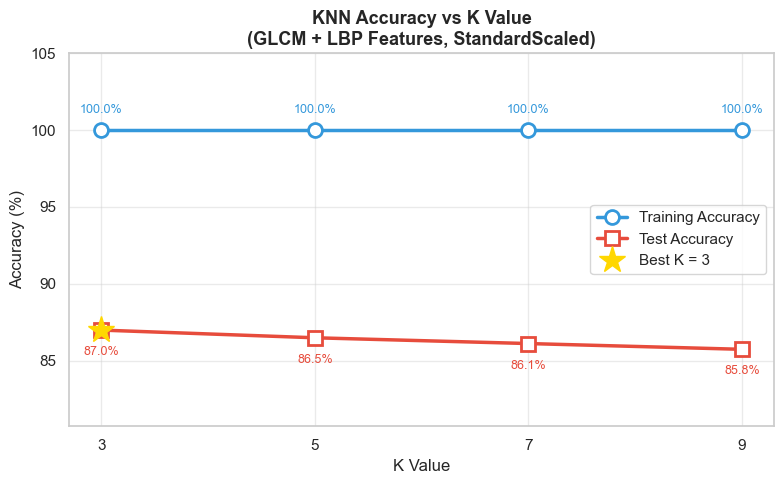 KNN Accuracy vs K Value
(GLCM + LBP Features, StandardScaled)
105
100
95
90
85
Accuracy (%)
100.0%
100.0%
100.0%
100.0%
Training Accuracy
Test Accuracy
Best K = 3
87.0%
86.5%
86.1%
85.8%
3
5
7
9
K Value